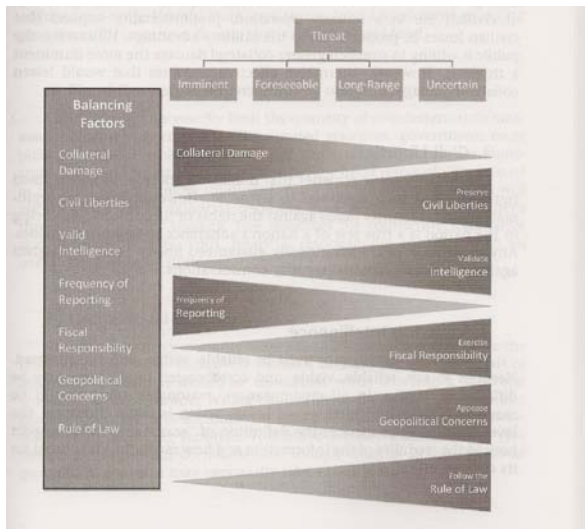 Threat
Imminent
Foreseeable
Long-Range
Uncertain
Balancing
Factors
Collateral
Damage
Civil Liberties
Valid
Intelligence
Frequency of
Reporting
Fiscal
Responsibility
Geopolitical
Concerns
Rule of Law
Collateral Damage
Preserve
Civil Liberties
Validate
Intelligence
Frequency of
Reporting
Exercise
Fiscal Responsibility
Appease
Geopolitical Concerns
Follow the
Rule of Law